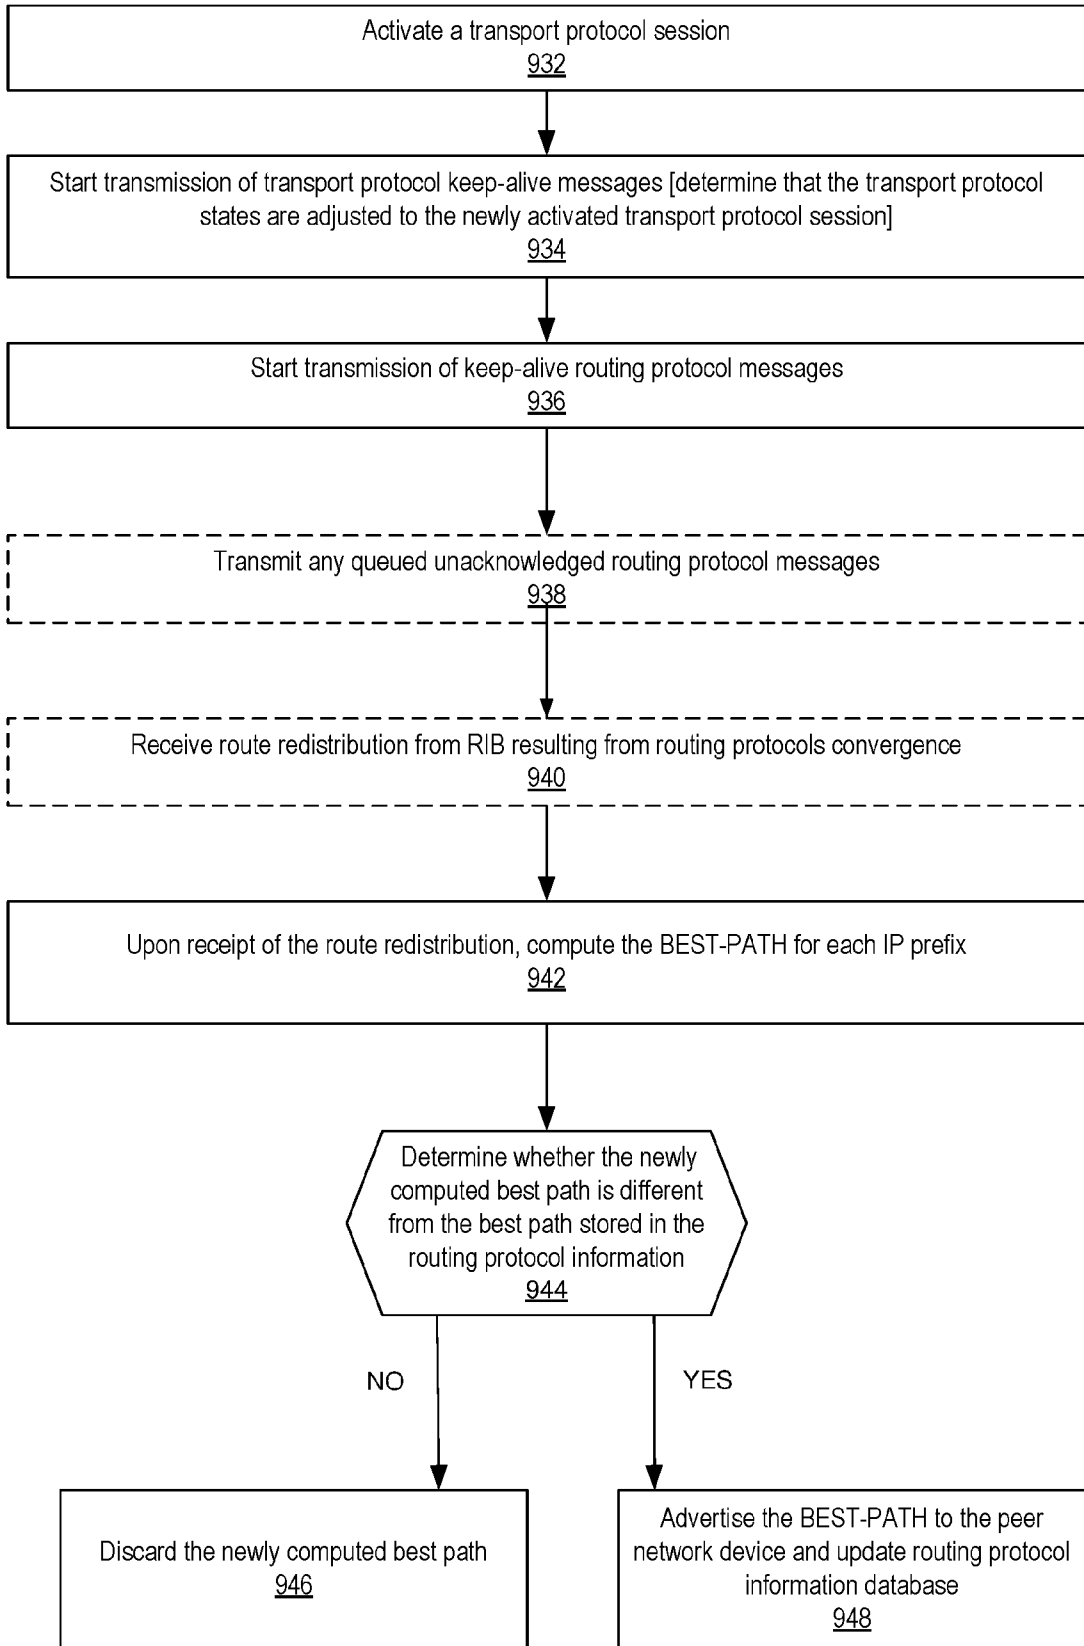 Activate a transport protocol session
932
Start transmission of transport protocol keep-alive messages [determine that the transport protocol
states are adjusted to the newly activated transport protocol session]
934
Start transmission of keep-alive routing protocol messages
936
Transmit any queued unacknowledged routing protocol messages
938
Receive route redistribution from RIB resulting from routing protocols convergence
940
Upon receipt of the route redistribution, compute the BEST-PATH for each IP prefix
942
Determine whether the newly
computed best path is different
from the best path stored in the
routing protocol information
944
NO
YES
Discard the newly computed best path
946
Advertise the BEST-PATH to the peer
network device and update routing protocol
information database
948